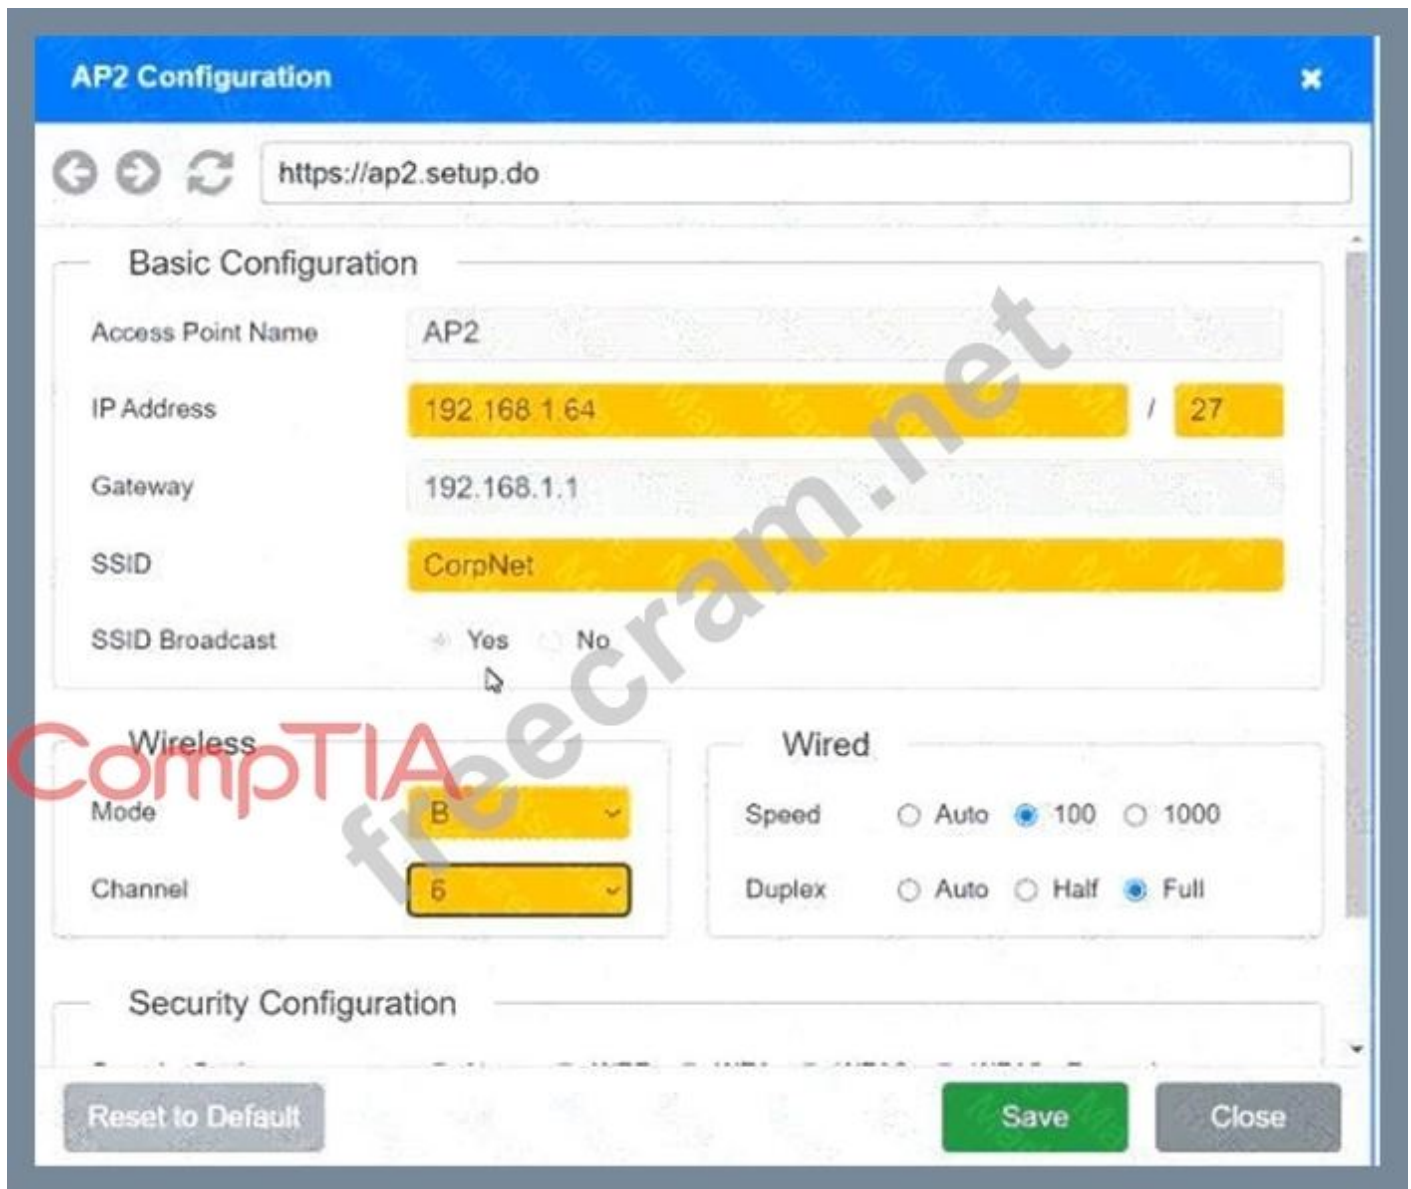 AP2 Configuration
https://ap2.setup.do
Basic Configuration
Access Point Name AP2
IP Address 192.168.1.64 / 27
Gateway 192.168.1.1
SSID CorpNet
SSID Broadcast Yes No
Wireless Wired
CompTIA
Mode B Speed Auto 100 1000
Channel 6 Duplex Auto Half Full
Security Configuration
Reset to Default Save Close
freecram.net